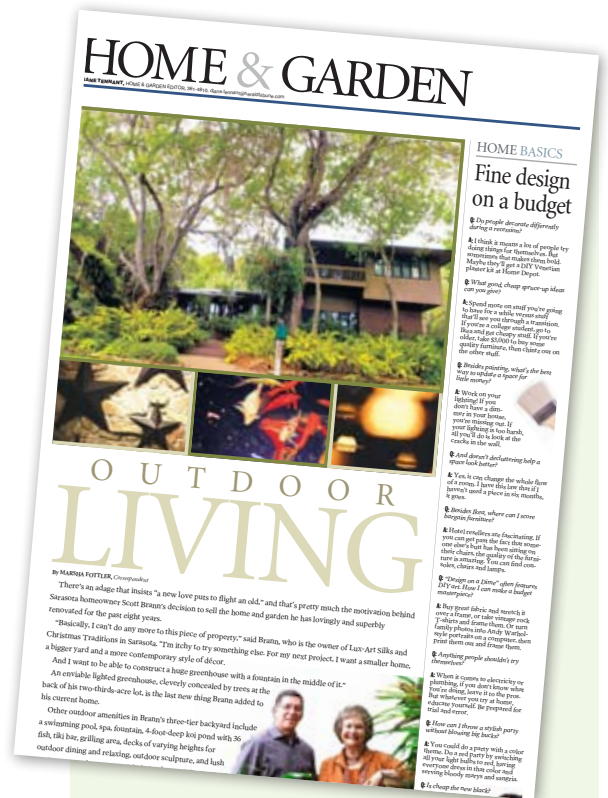 HOME & GARDEN
HOME & GARDEN EDITOR,
OUTDOOR
LIVING
By MARSHA FOTTLER, Correspondent
There's an adage that insists "a new love puts to flight an old," and that's pretty much the motivation behind
Sarasota homeowner Scott Brann's decision to sell the home and garden he has lovingly and superbly
renovated for the past eight years.
"Basically, I can't do any more to this piece of property," said Brann, who is the owner of Lux-Art Silks and
Christmas Traditions in Sarasota. "I'm itchy to try something else. For my next project, I want a smaller home,
a bigger yard and a more contemporary style of décor.
And I want to be able to construct a huge greenhouse with a fountain in the middle of it."
An enviable lighted greenhouse, cleverly concealed by trees at the
back of his two-thirds-acre lot, is the last new thing Brann added to
his current home.
Other outdoor amenities in Brann's three-tier backyard include
a swimming pool, spa, fountain, 4-foot-deep koi pond with 36
fish, tiki bar, grilling area, decks of varying heights for
outdoor dining and relaxing, outdoor sculpture, and lush
HOME BASICS
Fine design
on a budget
Q: Do people decorate differently
during a recession?
A: I think it means a lot of people try
doing things for themselves. But
sometimes that makes them bold.
Maybe they'll get a DIY Venetian
plaster kit at Home Depot.
Q: What good, cheap spruce-up ideas
can you give?
A: Spend more on stuff you're going
to have for a while versus stuff
that'll see you through a transition.
If you're a college student, go to
Ikea and get cheapy stuff. If you're
older, take $3,000 to buy some
quality furniture, then chintz out on
the other stuff.
Q: Besides painting, what's the best
way to update a space for
little money?
A: Work on your
lighting! If you
don't have a dim-
mer in your house,
you're missing out. If
your lighting is too harsh,
all you'll do is look at the
cracks in the wall.
Q: And doesn't decluttering help a
space look better?
A: Yes, it can change the whole flow
of a room. I have this law that if I
haven't used a piece in six months,
it goes.
Q: Besides Ikea, where can I score
bargain furniture?
A: Hotel resellers are fascinating. If
you can get past the fact that some-
one else's butt has been sitting on
their chairs, the quality of the furni-
ture is amazing. You can find con-
soles, chairs and lamps.
Q: "Design on a Dime" often features
DIY art. How can I make a budget
masterpiece?
A: Buy great fabric and stretch it
over a frame, or take vintage rock
T-shirts and frame them. Or turn
family photos into Andy Warhol-
style portraits on a computer, then
print them out and frame them.
Q: Anything people shouldn't try
themselves?
A: When it comes to electricity or
plumbing, if you don't know what
you're doing, leave it to the pros.
But whatever you try at home,
educate yourself. Be prepared for
trial and error.
Q: How can I throw a stylish party
without blowing big bucks?
A: You could do a party with a color
theme. Do a red party by switching
all your light bulbs to red, having
everyone dress in that color and
serving bloody marys and sangria.
Q: Is cheap the new black?